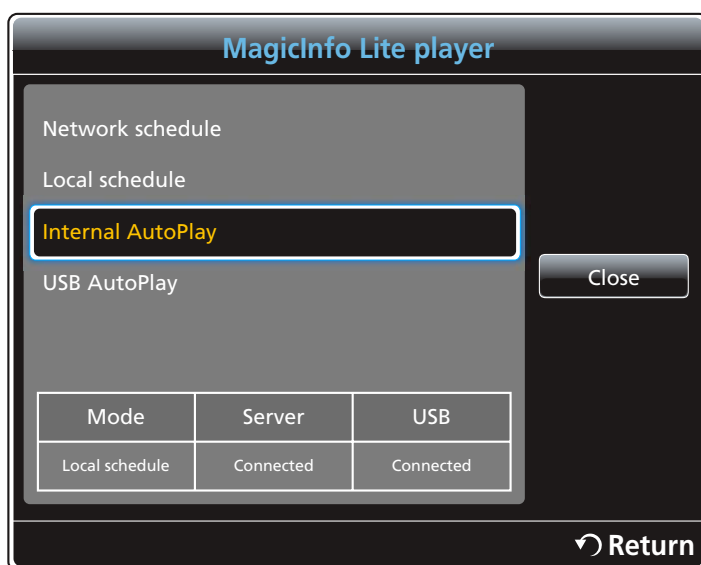 MagicInfo Lite player
Network schedule
Local schedule
Internal AutoPlay
USB AutoPlay
Close
Mode Server USB
Local schedule Connected Connected
Return